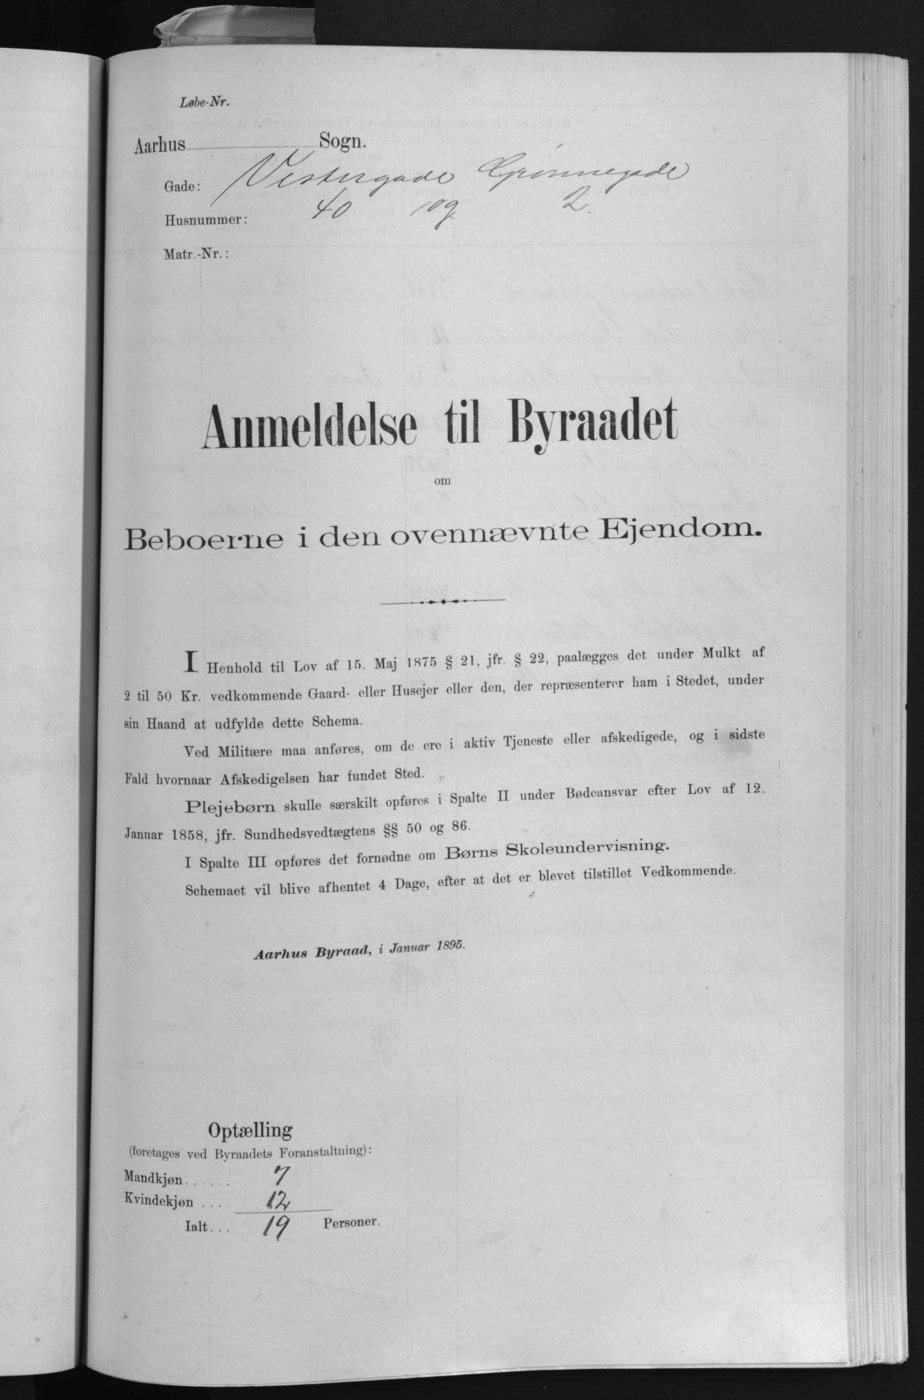 Løbe-Nr.
Aarhus Sogn.
Gade: Vestergade Grønnegade
Husnummer: 40 og 2.
Matr.-Nr.:
Anmeldelse til Byraadet
om
Beboerne i den ovennævnte Ejendom.
I Henhold til Lov af 15. Maj 1875 § 21, jfr. § 22, paalægges det under Mulkt af
2 til 50 Kr. vedkommende Gaard- eller Husejer eller den, der repræsenterer ham i Stedet, under
sin Haand at udfylde dette Schema.
Ved Militære maa anføres, om de ere i aktiv Tjeneste eller afskedigede, og i sidste
Fald hvornaar Afskedigelsen har fundet Sted.
Plejebørn skulle særskilt opføres i Spalte II under Bødeansvar efter Lov af 12.
Januar 1858, jfr. Sundhedsvedtægtens §§ 50 og 86.
I Spalte III opføres det fornødne om Børns Skoleundervisning.
Schemaet vil blive afhentet 4 Dage, efter at det er blevet tilstillet Vedkommende.
Aarhus Byraad, i Januar 1895.
Optælling
(foretages ved Byraadets Foranstaltning):
Mandkjøn...... 7
Kvindekjøn .... 12
Ialt... 19 Personer.